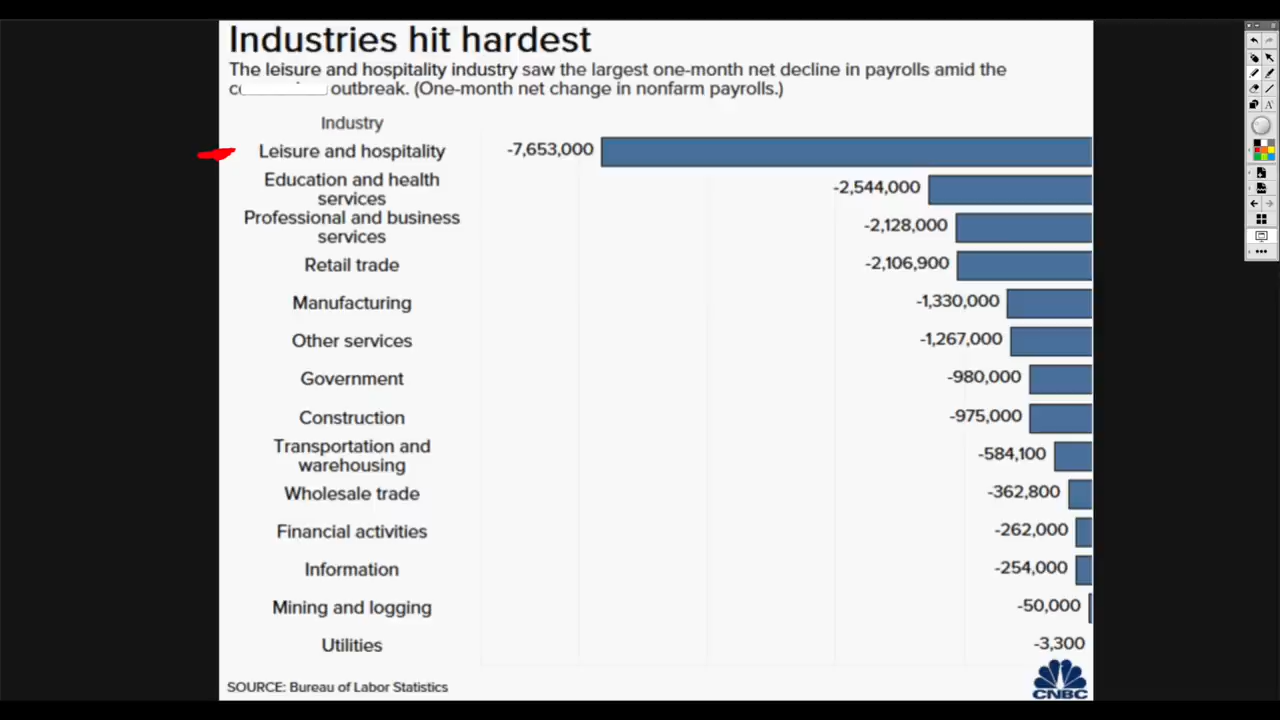 Industries hit hardest
The leisure and hospitality industry saw the largest one-month net decline in payrolls amid the
outbreak. (One-month net change in nonfarm payrolls.)
Industry
Leisure and hospitality -7,653,000
Education and health -2,544,000
services
Professional and business -2,128,000
services
Retail trade -2,106,900
Manufacturing -1,330,000
Other services -1,267,000
Government -980,000
Construction -975,000
Transportation and -584,100
warehousing
Wholesale trade -362,800
Financial activities -262,000
Information -254,000
Mining and logging -50,000
Utilities -3,300
SOURCE: Bureau of Labor Statistics
CNBC
A